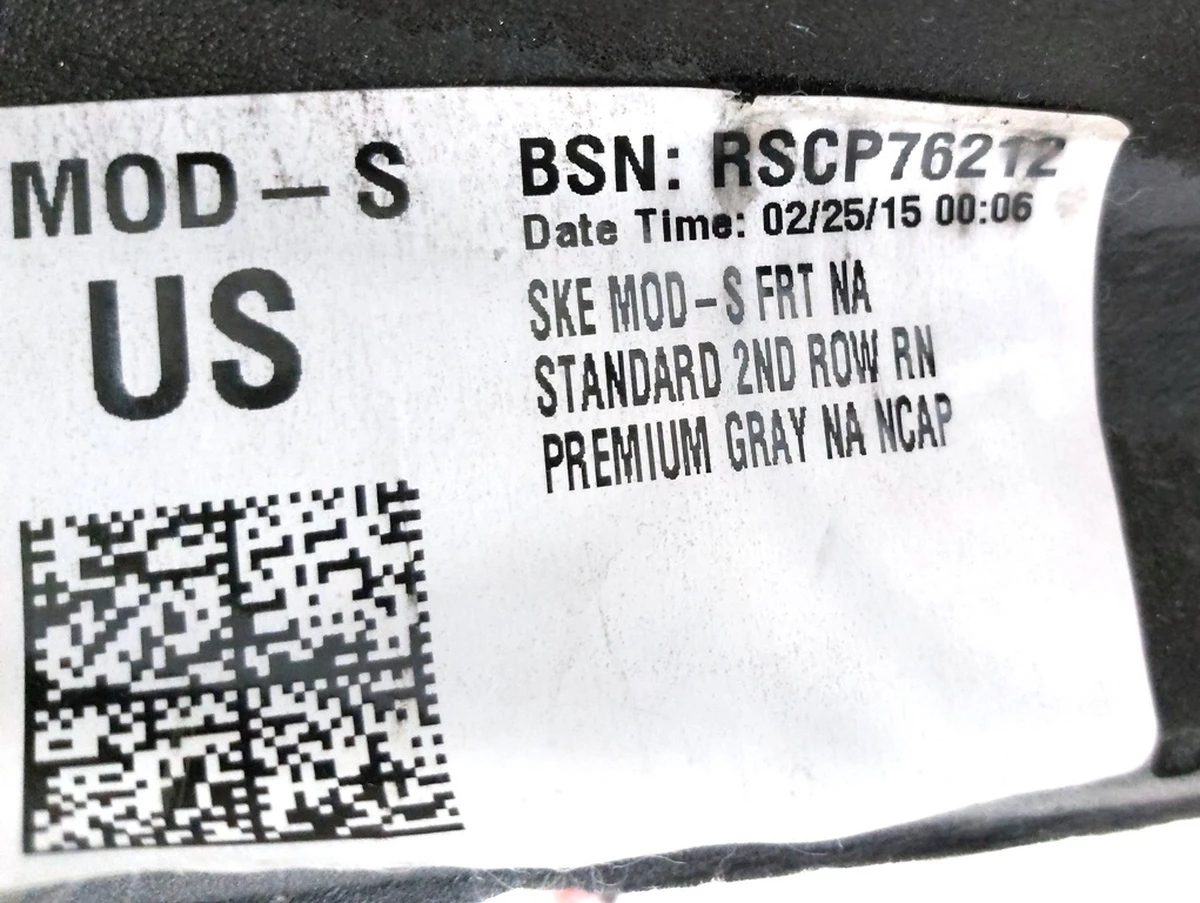 MOD-S
US
BSN: RSCP76212
Date Time: 02/25/15 00:06
SKE MOD-S FRT NA
STANDARD 2ND ROW RN
PREMIUM GRAY NA NCAP